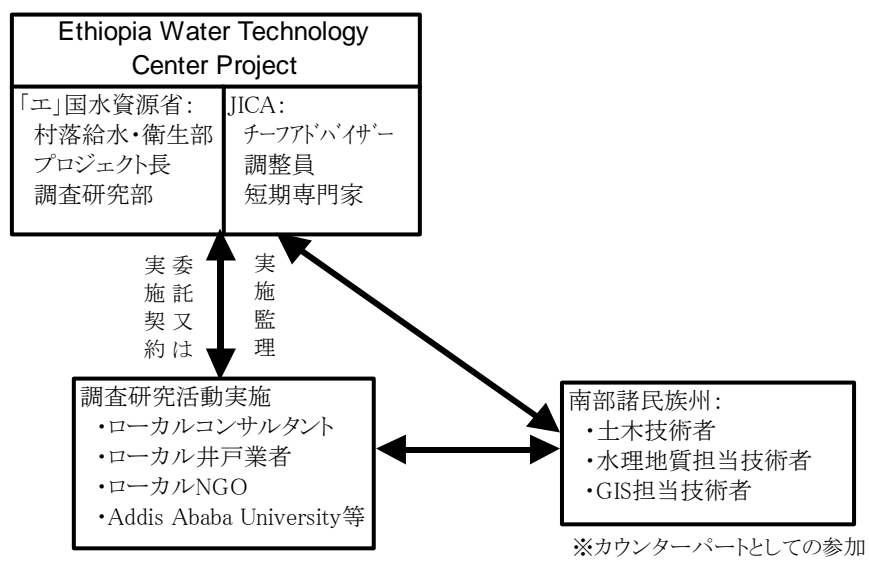 Ethiopia Water Technology
Center Project
「エ」国水資源省:
村落給水・衛生部
プロジェクト長
調査研究部
JICA:
チーフアドバイザー
調整員
短期専門家
委託又は
実施契約
実施監理
調査研究活動実施
・ローカルコンサルタント
・ローカル井戸業者
・ローカルNGO
・Addis Ababa University等
南部諸民族州:
・土木技術者
・水理地質担当技術者
・GIS担当技術者
※カウンターパートとしての参加